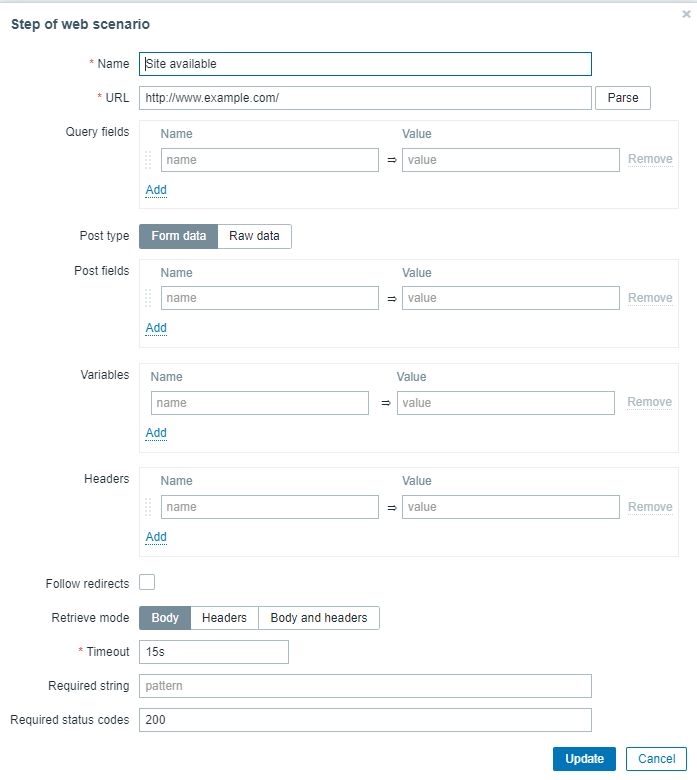 Step of web scenario
* Name Site available
* URL http://www.example.com/ Parse
Query fields Name Value
name ⇒ value Remove
Add
Post type Form data Raw data
Post fields Name Value
name ⇒ value Remove
Add
Variables Name Value
name ⇒ value Remove
Add
Headers Name Value
name ⇒ value Remove
Add
Follow redirects
Retrieve mode Body Headers Body and headers
* Timeout 15s
Required string pattern
Required status codes 200
Update Cancel